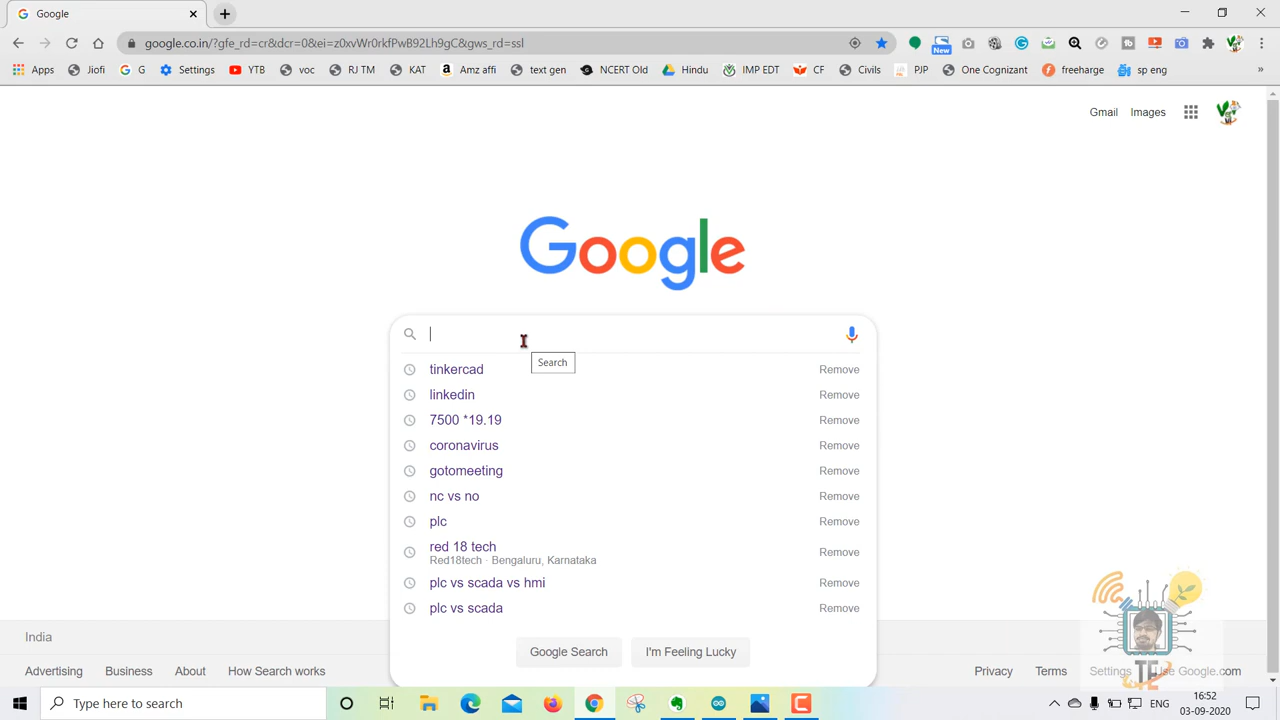 Google
google.co.in/?gfe_rd=cr&dcr=0&ei=zvxvWr0rkfPwB92Lh9gC&gws_rd=ssl
New
Apps Jiofi G Settings YTB voc RJ TM KAT Amz affi text gen NCERT Old Hindu IMP EDT CF Civils PJP One Cognizant freeharge sp eng »
Gmail Images
Google
Search
tinkercad Remove
linkedin Remove
7500 *19.19 Remove
coronavirus Remove
gotomeeting Remove
nc vs no Remove
plc Remove
red 18 tech Remove
Red18tech · Bengaluru, Karnataka
plc vs scada vs hmi Remove
plc vs scada Remove
Google Search I'm Feeling Lucky
India
Advertising Business About How Search works Privacy Terms Settings Use Google.com
Type here to search
ENG
16:52
03-09-2020